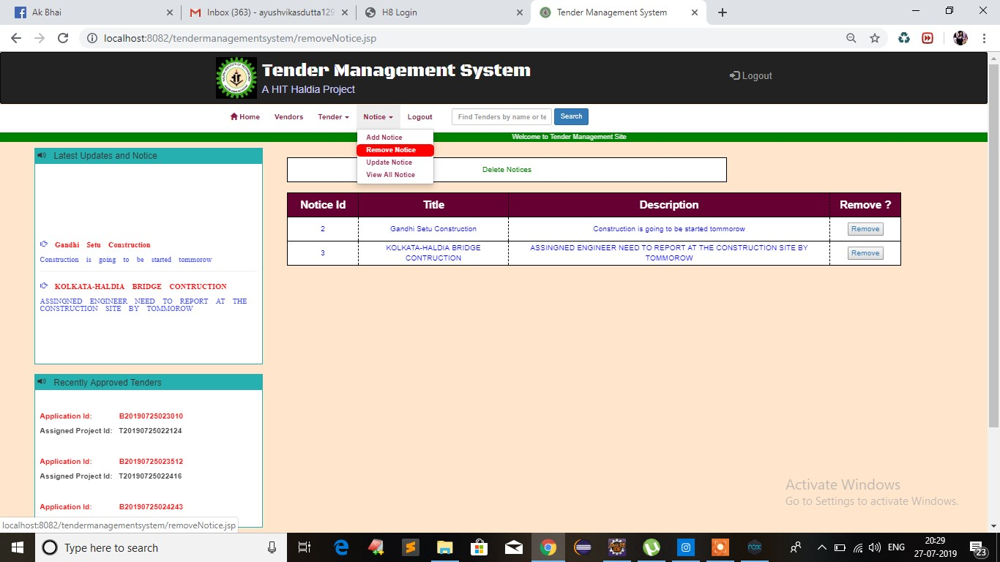 Ak Bhai
Inbox (363) - ayushvikasdutta129
H8 Login
Tender Management System
localhost:8082/tendermanagementsystem/removeNotice.jsp
Tender Management System
A HIT Haldia Project
Logout
Home Vendors Tender Notice Logout Find Tenders by name or te Search
Welcome to Tender Management Site
Add Notice
Remove Notice
Update Notice
View All Notice
Latest Updates and Notice
Gandhi Setu Construction
Construction is going to be started tommorow
KOLKATA-HALDIA BRIDGE CONTRUCTION
ASSINGNED ENGINEER NEED TO REPORT AT THE
CONSTRUCTION SITE BY TOMMOROW
Delete Notices
Notice Id Title Description Remove ?
2 Gandhi Setu Construction Construction is going to be started tommorow Remove
3 KOLKATA-HALDIA BRIDGE CONTRUCTION ASSINGNED ENGINEER NEED TO REPORT AT THE CONSTRUCTION SITE BY TOMMOROW Remove
Recently Approved Tenders
Application Id: B20190725023010
Assigned Project Id: T20190725022124
Application Id: B20190725023512
Assigned Project Id: T20190725022416
Application Id: B20190725024243
Activate Windows
Go to Settings to activate Windows.
localhost:8082/tendermanagementsystem/removeNotice.jsp
Type here to search
ENG
20:29
27-07-2019
23